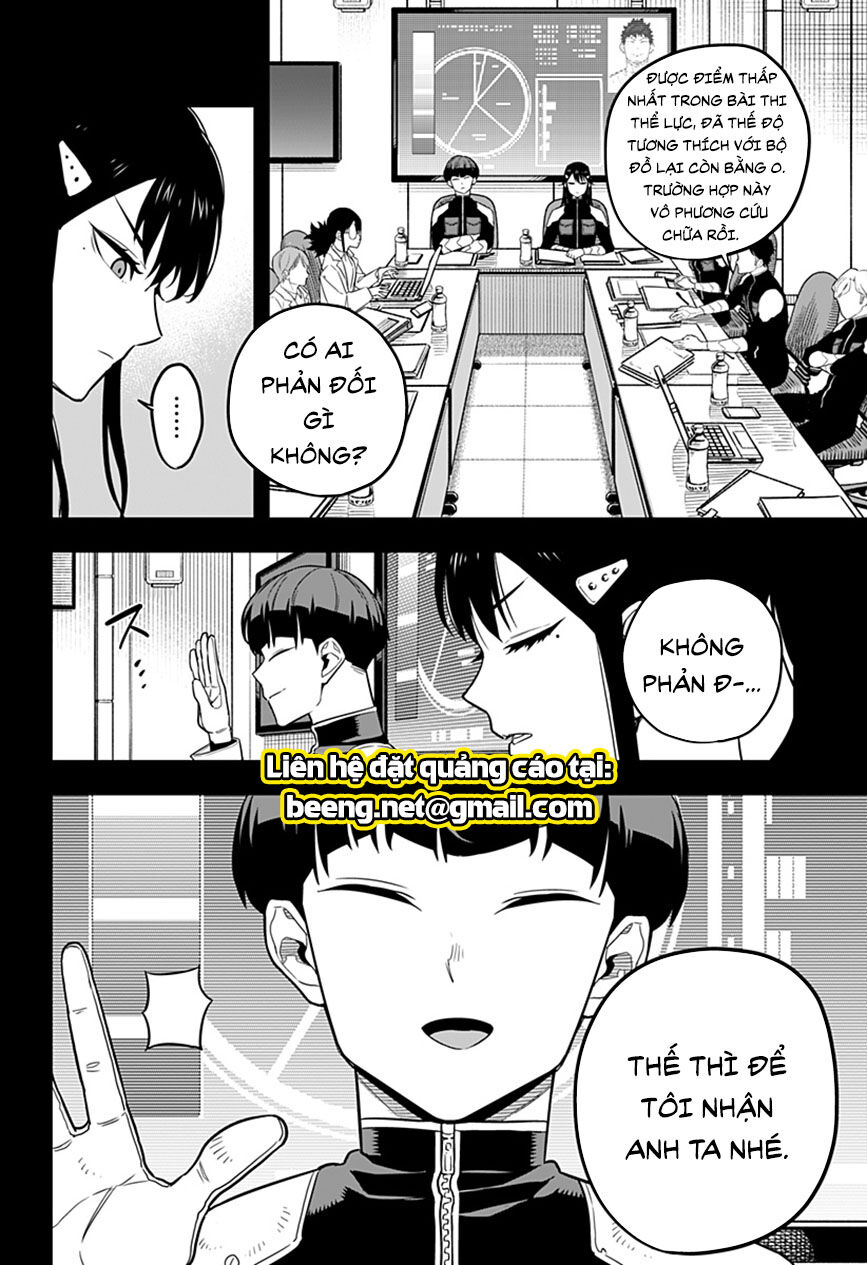 ĐƯỢC ĐIỂM THẤP
NHẤT TRONG BÀI THI
THỂ LỰC, ĐÃ THẾ ĐỘ
TƯƠNG THÍCH VỚI BỘ
ĐỒ LẠI CÒN BẰNG 0.
TRƯỜNG HỢP NÀY
VÔ PHƯƠNG CỨU
CHỮA RỒI.
CÓ AI
PHẢN ĐỐI
GÌ
KHÔNG?
......
KHÔNG
PHẢN Đ-...
Liên hệ đặt quảng cáo tại:
beeng.net@gmail.com
THẾ THÌ ĐỂ
TÔI NHẬN
ANH TA NHÉ.